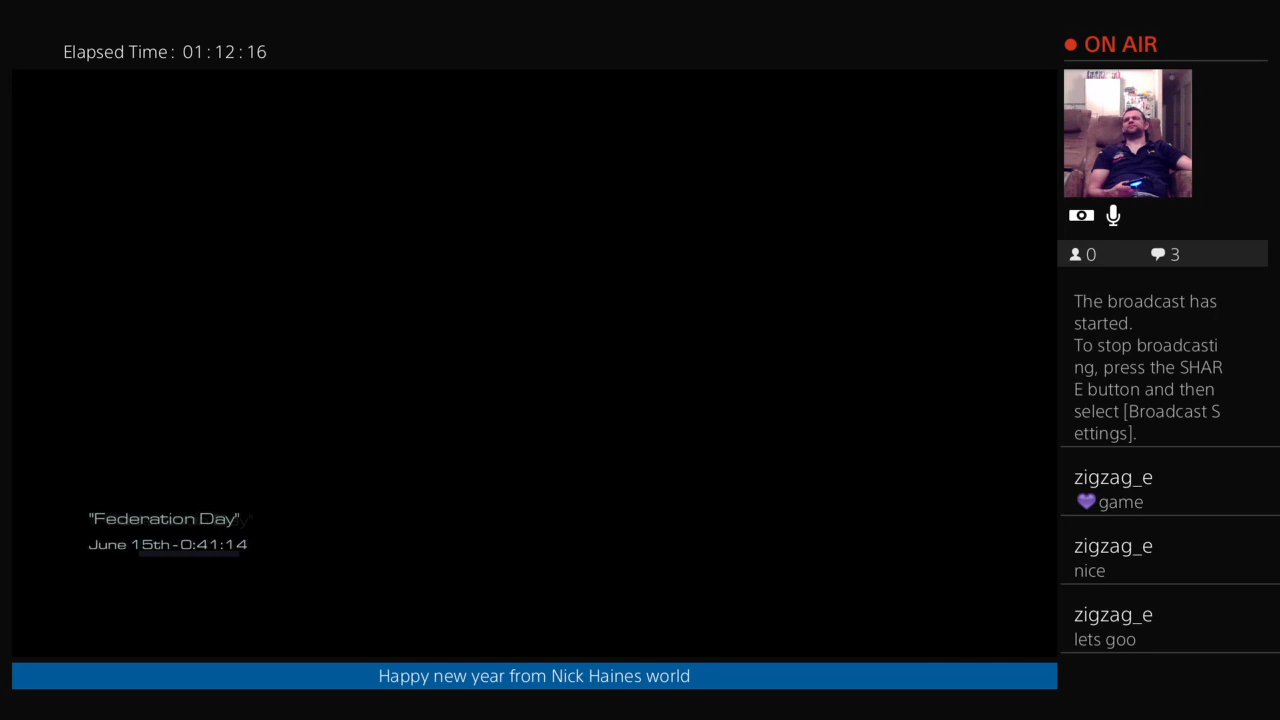 Elapsed Time: 01:12:16
ON AIR
0 3
The broadcast has
started.
To stop broadcasti
ng, press the SHAR
E button and then
select [Broadcast S
ettings].
zigzag_e
💜game
zigzag_e
nice
zigzag_e
lets goo
"Federation Day"
June 15th - 0:41:14
Happy new year from Nick Haines world